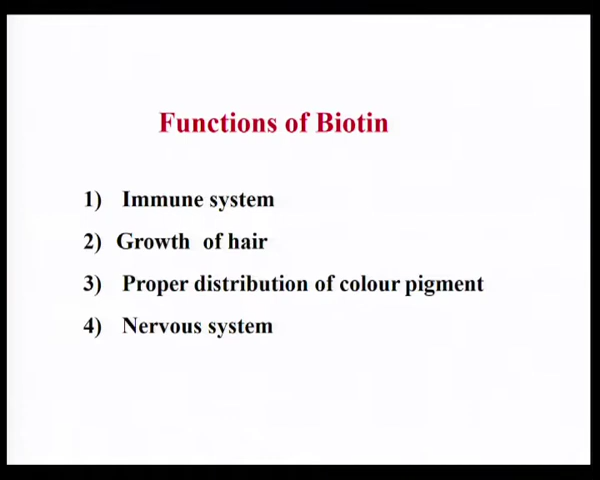 Functions of Biotin
1) Immune system
2) Growth of hair
3) Proper distribution of colour pigment
4) Nervous system